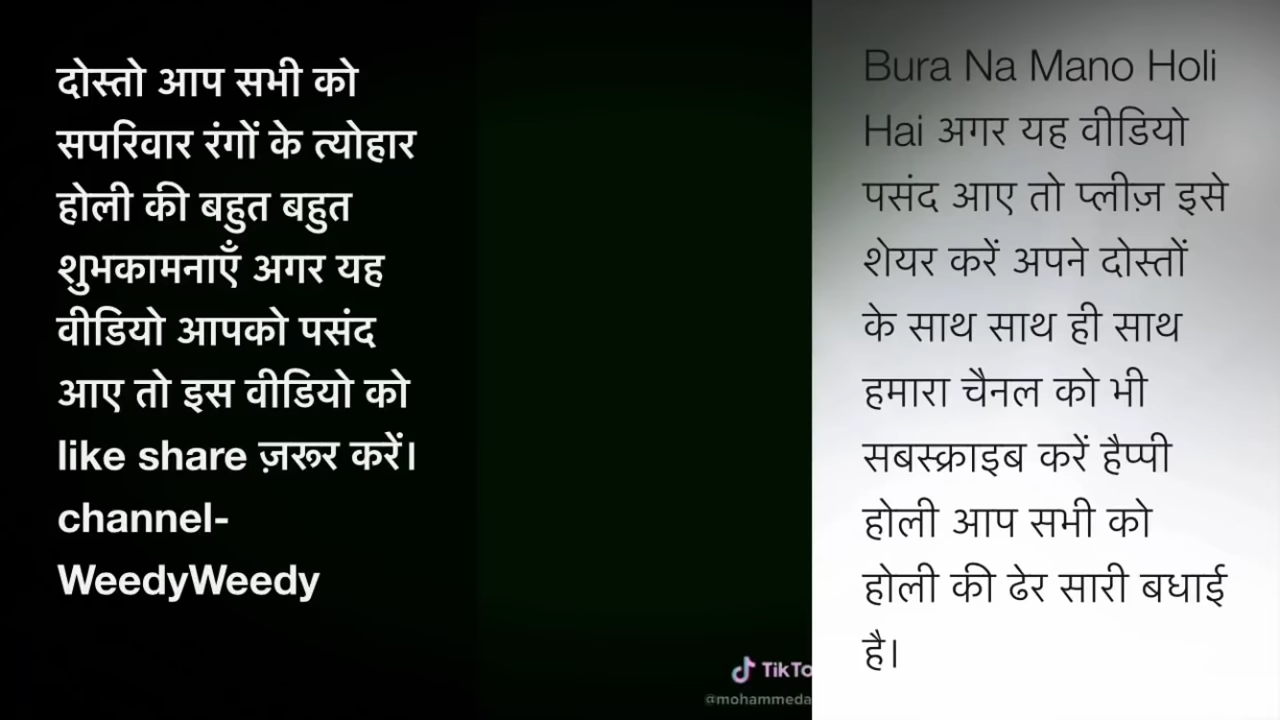 दोस्तो आप सभी को
सपरिवार रंगों के त्योहार
होली की बहुत बहुत
शुभकामनाएँ अगर यह
वीडियो आपको पसंद
आए तो इस वीडियो को
like share ज़रूर करें।
channel-
WeedyWeedy
TikTo
@mohammeda
Bura Na Mano Holi
Hai अगर यह वीडियो
पसंद आए तो प्लीज़ इसे
शेयर करें अपने दोस्तों
के साथ साथ ही साथ
हमारा चैनल को भी
सबस्क्राइब करें हैप्पी
होली आप सभी को
होली की ढेर सारी बधाई
है।